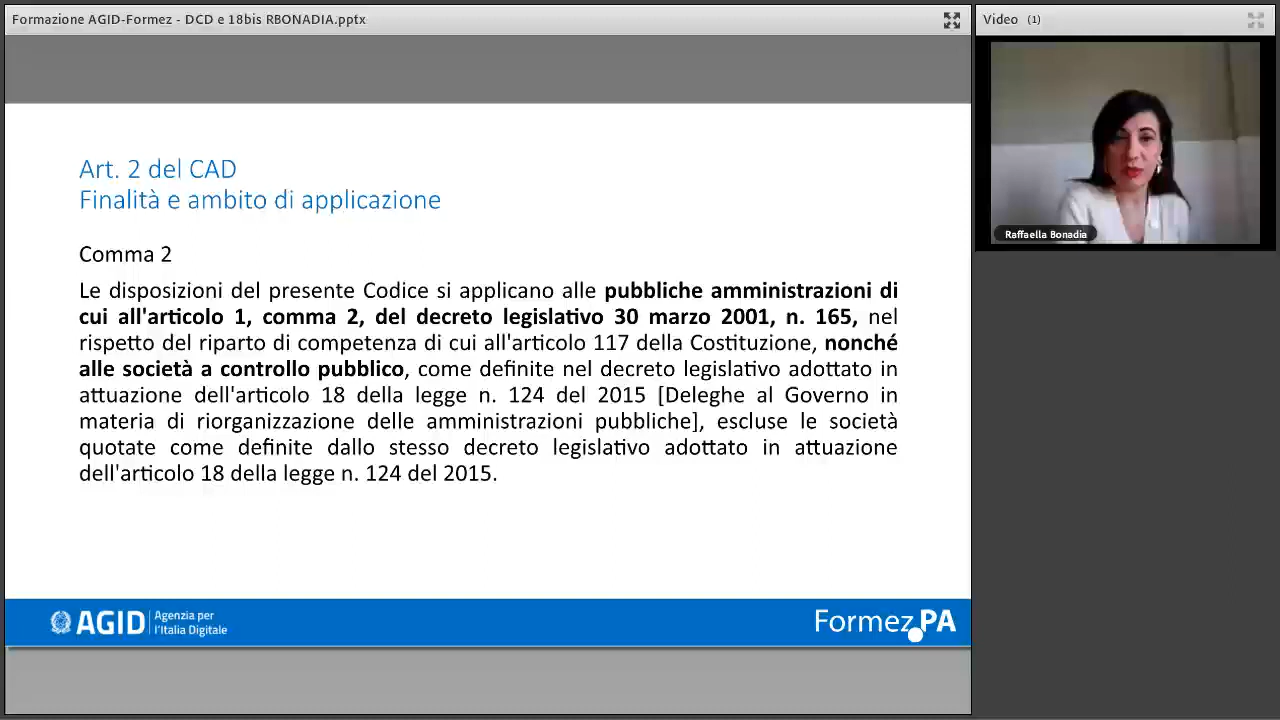 Formazione AGID-Formez - DCD e 18bis RBONADIA.pptx
Video (1)
Raffaella Bonadia
Art. 2 del CAD
Finalità e ambito di applicazione
Comma 2
Le disposizioni del presente Codice si applicano alle pubbliche amministrazioni di
cui all'articolo 1, comma 2, del decreto legislativo 30 marzo 2001, n. 165, nel
rispetto del riparto di competenza di cui all'articolo 117 della Costituzione, nonché
alle società a controllo pubblico, come definite nel decreto legislativo adottato in
attuazione dell'articolo 18 della legge n. 124 del 2015 [Deleghe al Governo in
materia di riorganizzazione delle amministrazioni pubbliche], escluse le società
quotate come definite dallo stesso decreto legislativo adottato in attuazione
dell'articolo 18 della legge n. 124 del 2015.
AGID Agenzia per
l'Italia Digitale
Formez PA